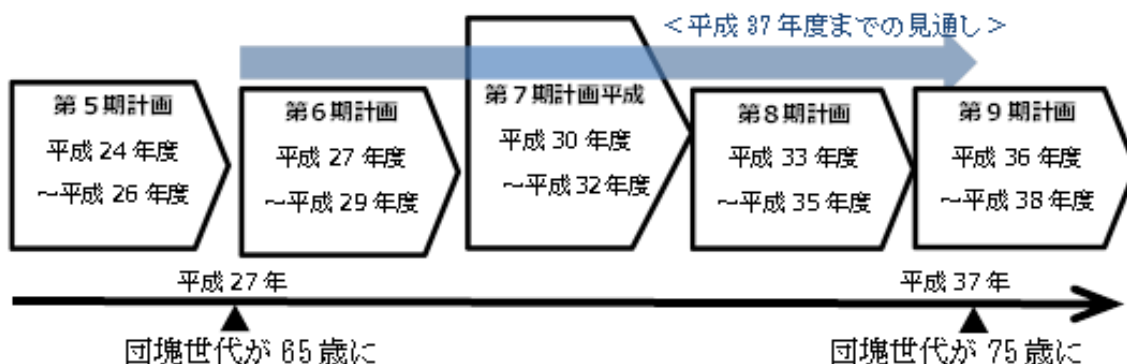 ＜平成 37 年度までの見通し＞
第５期計画
平成 24 年度
～平成 26 年度
第６期計画
平成 27 年度
～平成 29 年度
第７期計画平成
平成 30 年度
～平成 32 年度
第８期計画
平成 33 年度
～平成 35 年度
第９期計画
平成 36 年度
～平成 38 年度
平成 27 年
平成 37 年
団塊世代が 65 歳に
団塊世代が 75 歳に